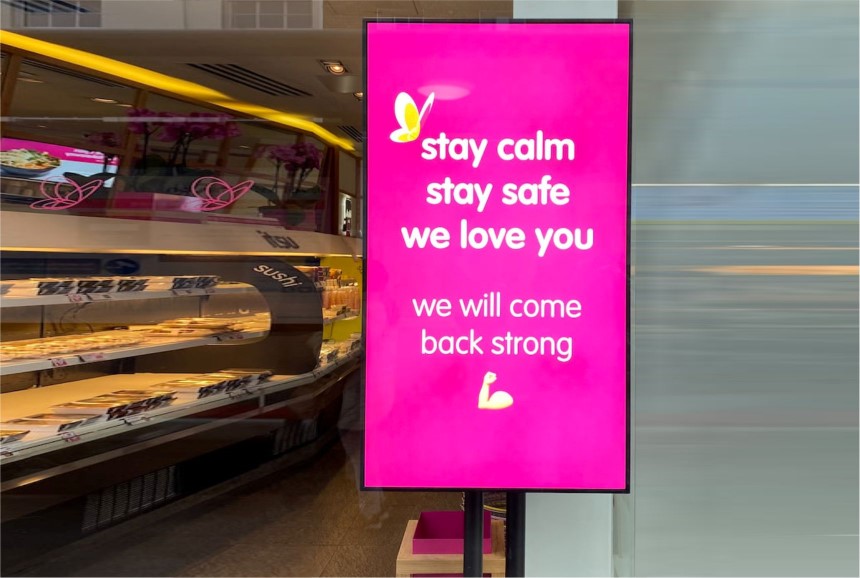 stay calm
stay safe
we love you
we will come
back strong
itsu
sushi